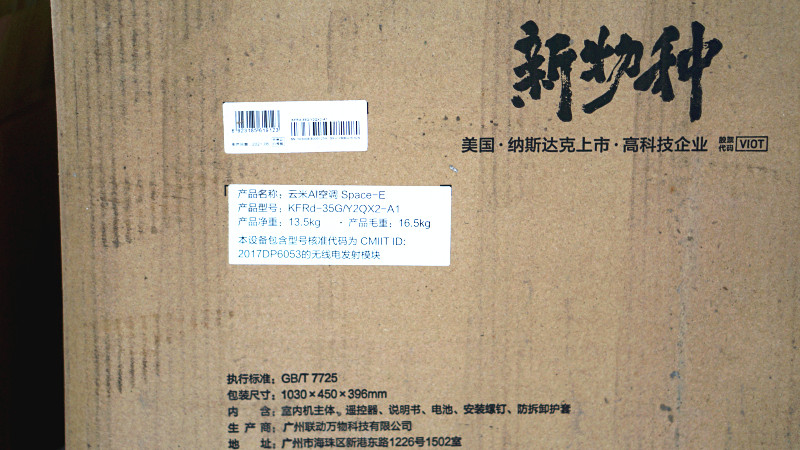 新物种
美国·纳斯达克上市·高科技企业 股票代码 VIOT
产品名称：云米AI空调 Space-E
产品型号：KFRd-35G/Y2QX2-A1
产品净重：13.5kg · 产品毛重：16.5kg
本设备包含型号核准代码为 CMIIT ID:
2017DP6053的无线电发射模块
执行标准：GB/T 7725
包装尺寸：1030×450×396mm
内 含：室内机主体、遥控器、说明书、电池、安装螺钉、防拆卸护套
生 产 商：广州联动万物科技有限公司
地 址：广州市海珠区新港东路1226号1502室